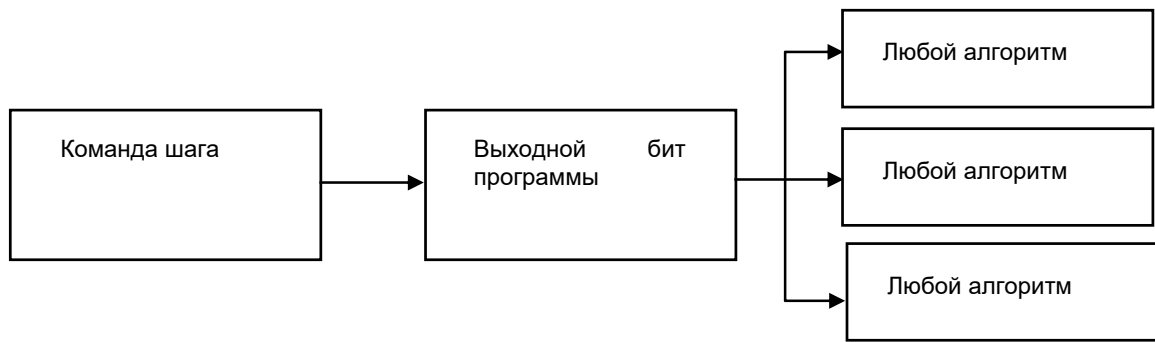 Команда шага
Выходной бит
программы
Любой алгоритм
Любой алгоритм
Любой алгоритм